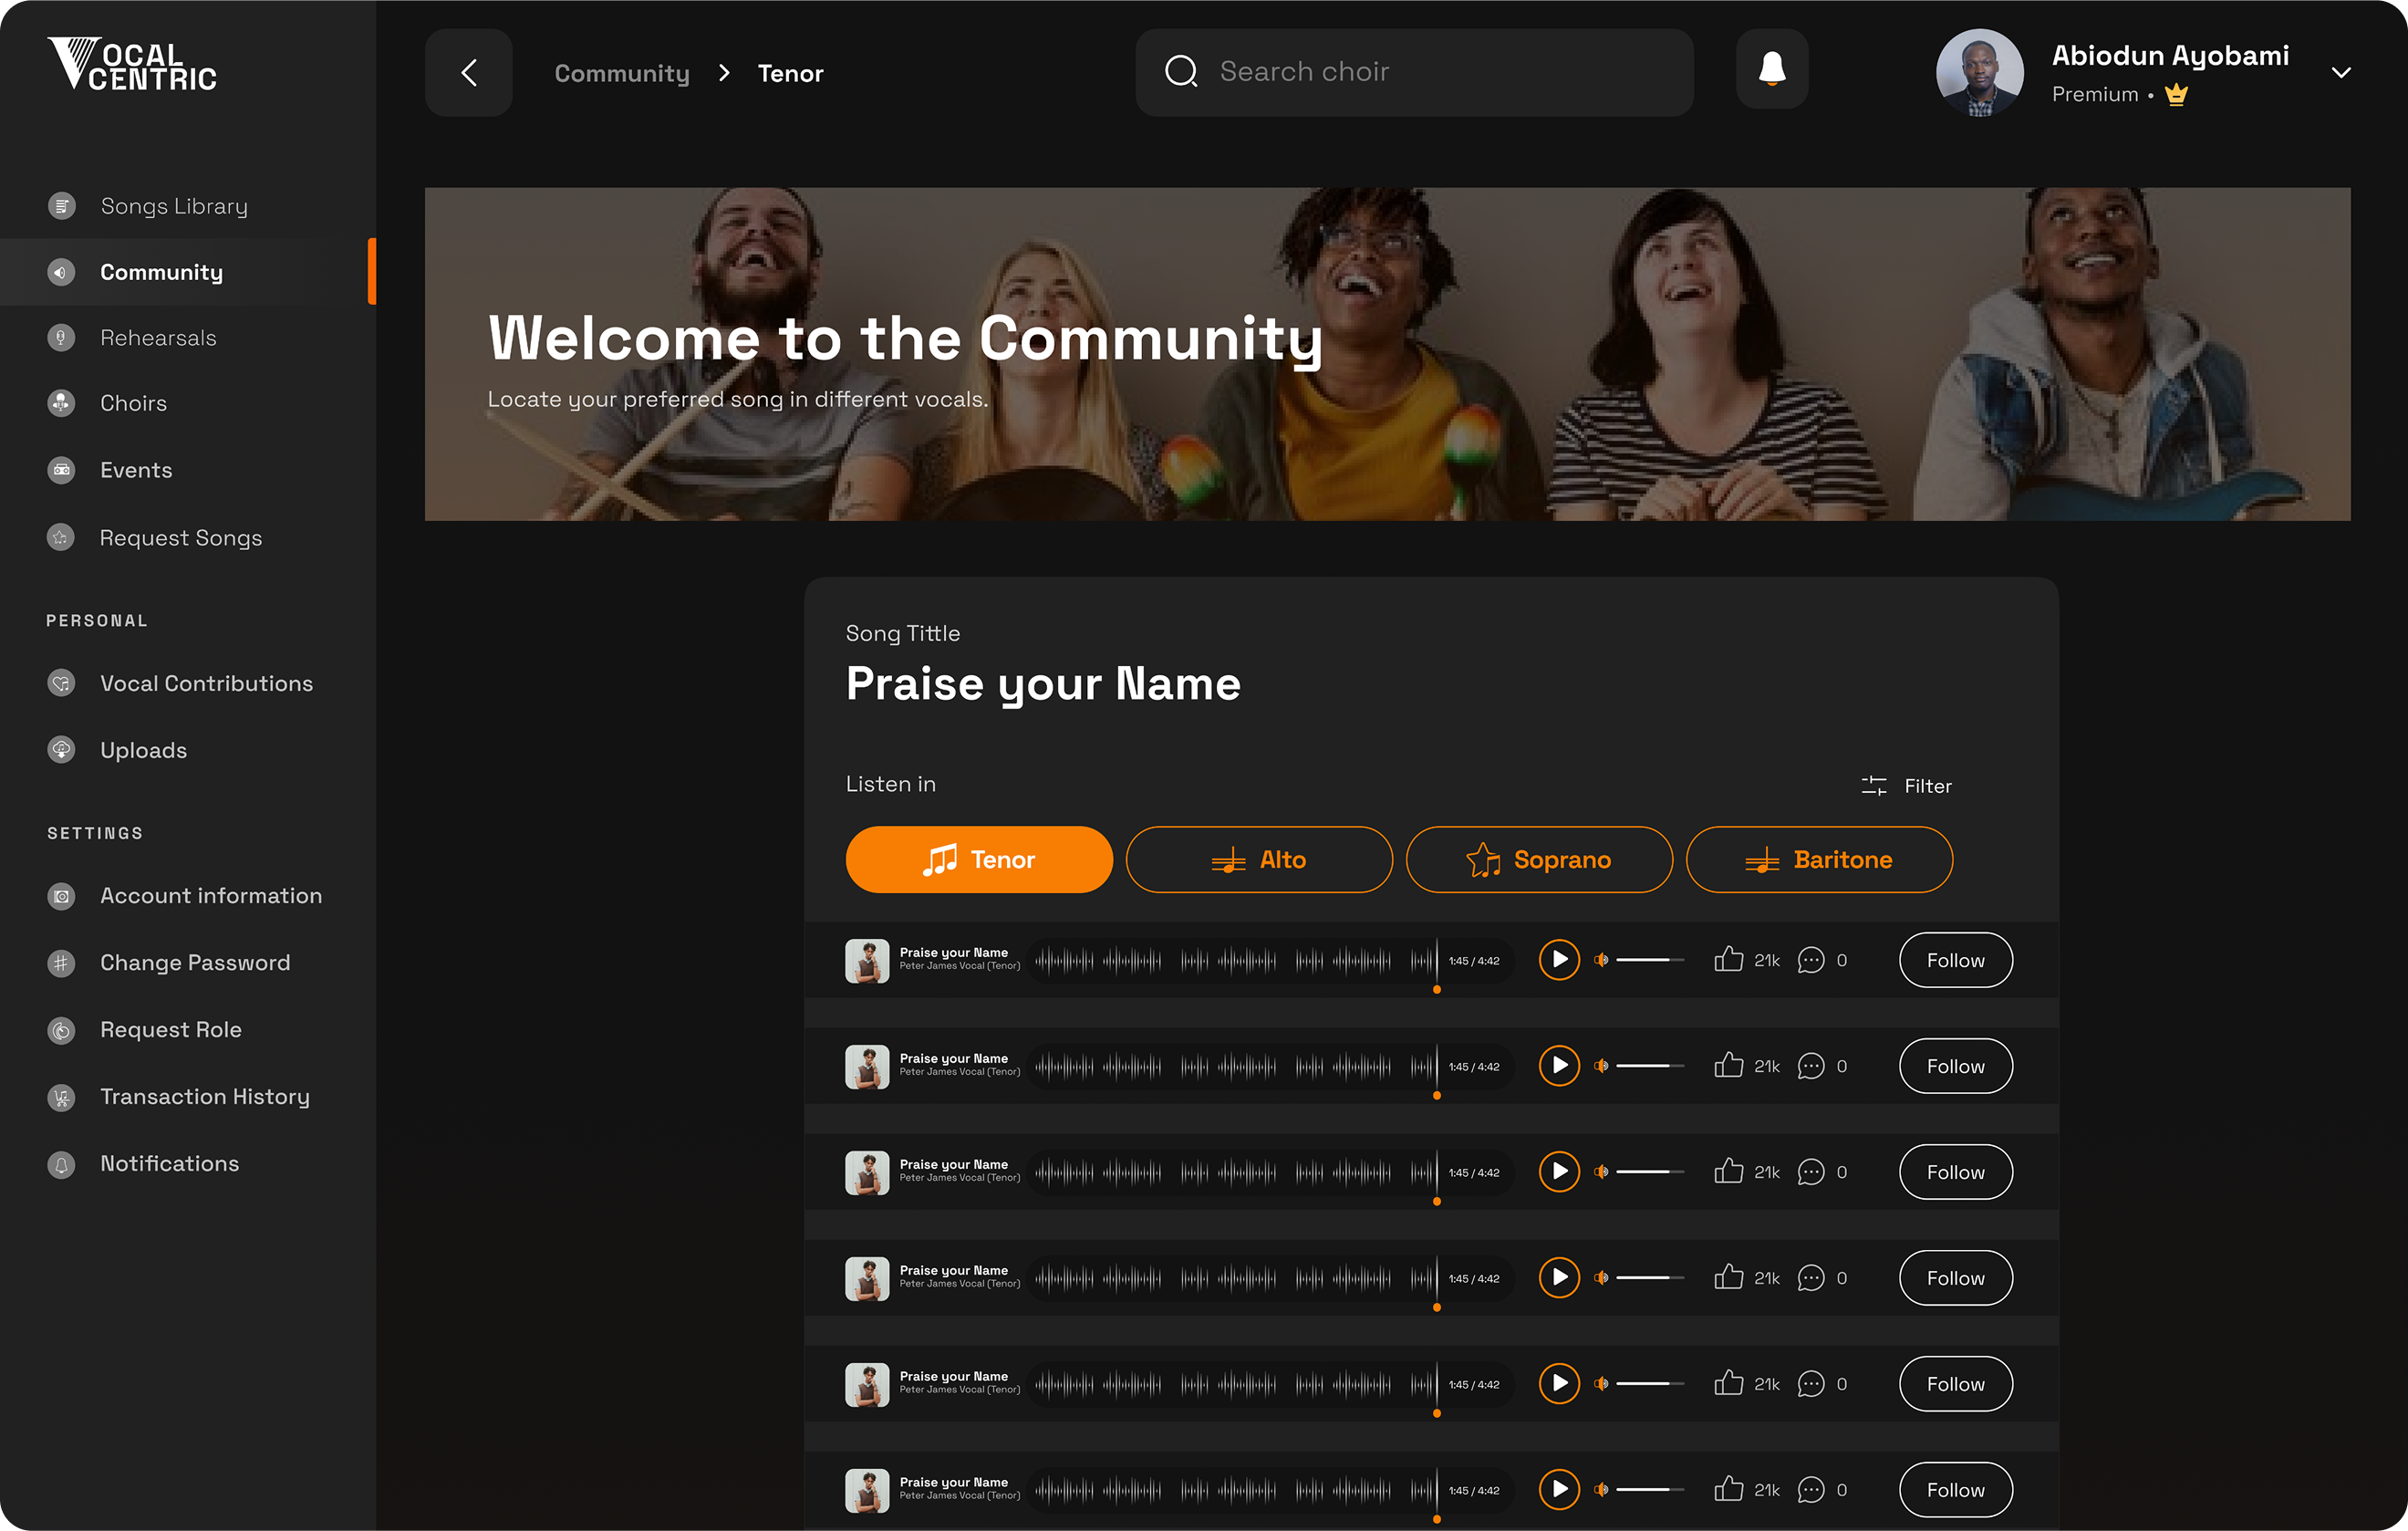 VOCAL
CENTRIC
Community > Tenor
Search choir
Abiodun Ayobami
Premium •
Songs Library
Community
Rehearsals
Choirs
Events
Request Songs
PERSONAL
Vocal Contributions
Uploads
SETTINGS
Account information
Change Password
Request Role
Transaction History
Notifications
Welcome to the Community
Locate your preferred song in different vocals.
Song Tittle
Praise your Name
Listen in
Filter
Tenor
Alto
Soprano
Baritone
Praise your Name
Peter James Vocal (Tenor)
1:45 / 4:42
21k
0
Follow
Praise your Name
Peter James Vocal (Tenor)
1:45 / 4:42
21k
0
Follow
Praise your Name
Peter James Vocal (Tenor)
1:45 / 4:42
21k
0
Follow
Praise your Name
Peter James Vocal (Tenor)
1:45 / 4:42
21k
0
Follow
Praise your Name
Peter James Vocal (Tenor)
1:45 / 4:42
21k
0
Follow
Praise your Name
Peter James Vocal (Tenor)
1:45 / 4:42
21k
0
Follow